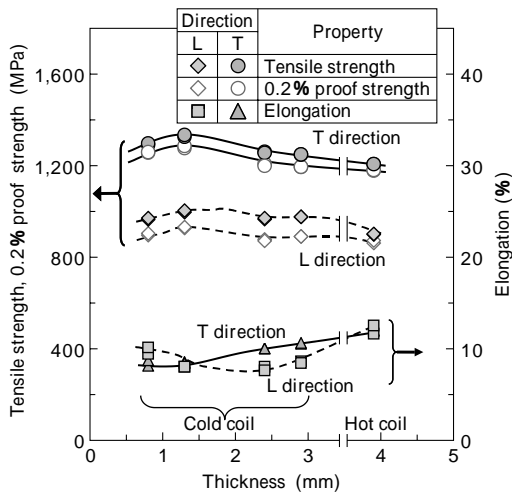 Direction Property
L T
Tensile strength
0.2% proof strength
Elongation
Tensile strength, 0.2% proof strength (MPa)
1,600
1,200
800
400
0
Elongation (%)
40
30
20
10
0
T direction
L direction
T direction
L direction
Cold coil
Hot coil
0 1 2 3 4 5
Thickness (mm)